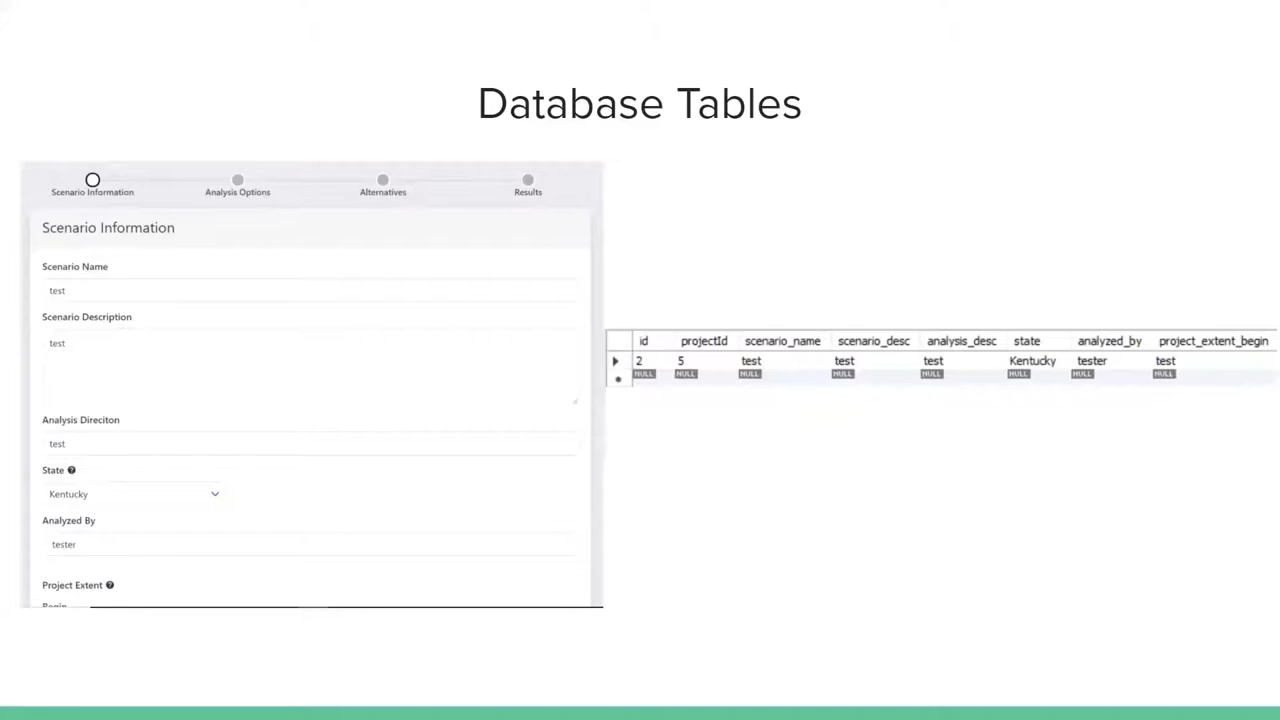 Database Tables
Scenario Information Analysis Options Alternatives Results
Scenario Information
Scenario Name
test
Scenario Description
test
Analysis Direciton
test
State
Kentucky
Analyzed By
tester
Project Extent
Begin
id projectId scenario_name scenario_desc analysis_desc state analyzed_by project_extent_begin
2 5 test test test Kentucky tester test
NULL NULL NULL NULL NULL NULL NULL NULL